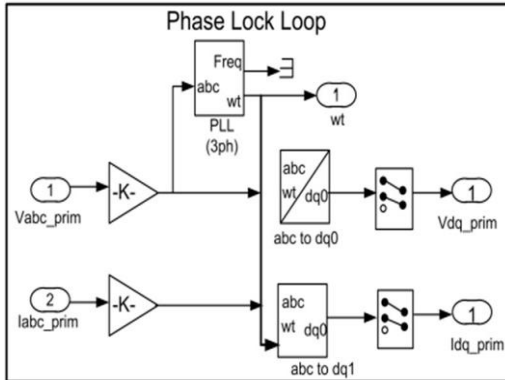 Phase Lock Loop
Freq
abc
wt
PLL
(3ph)
1
wt
1
Vabc_prim
-K-
abc
wt
dq0
abc to dq0
1
Vdq_prim
2
Iabc_prim
-K-
abc
wt
dq0
abc to dq1
1
Idq_prim